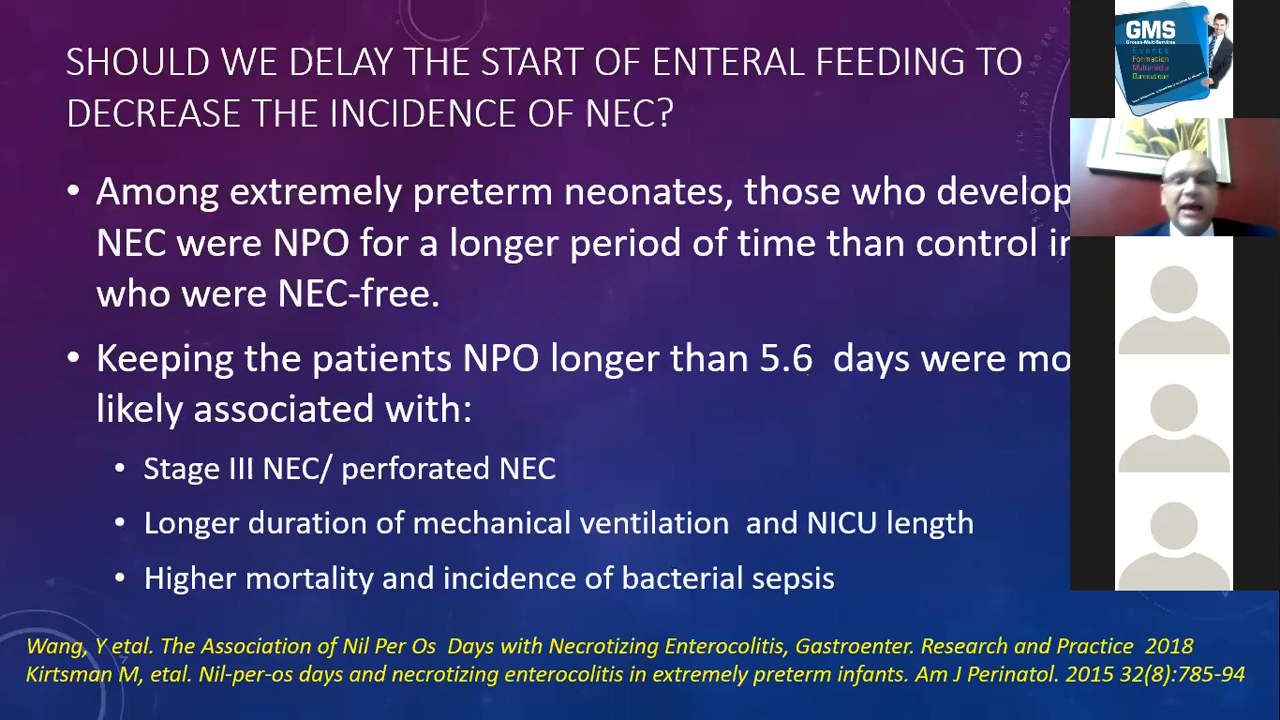 SHOULD WE DELAY THE START OF ENTERAL FEEDING TO
DECREASE THE INCIDENCE OF NEC?
• Among extremely preterm neonates, those who develop
NEC were NPO for a longer period of time than control
who were NEC-free.
• Keeping the patients NPO longer than 5.6 days were
likely associated with:
• Stage III NEC/ perforated NEC
• Longer duration of mechanical ventilation and NICU length
• Higher mortality and incidence of bacterial sepsis
Wang, Y etal. The Association of Nil Per Os Days with Necrotizing Enterocolitis, Gastroenter. Research and Practice 2018
Kirtsman M, etal. Nil-per-os days and necrotizing enterocolitis in extremely preterm infants. Am J Perinatol. 2015 32(8):785-94
GMS
Groupe-Multi-Services
Events
Formation
Multimédia
Bureautique